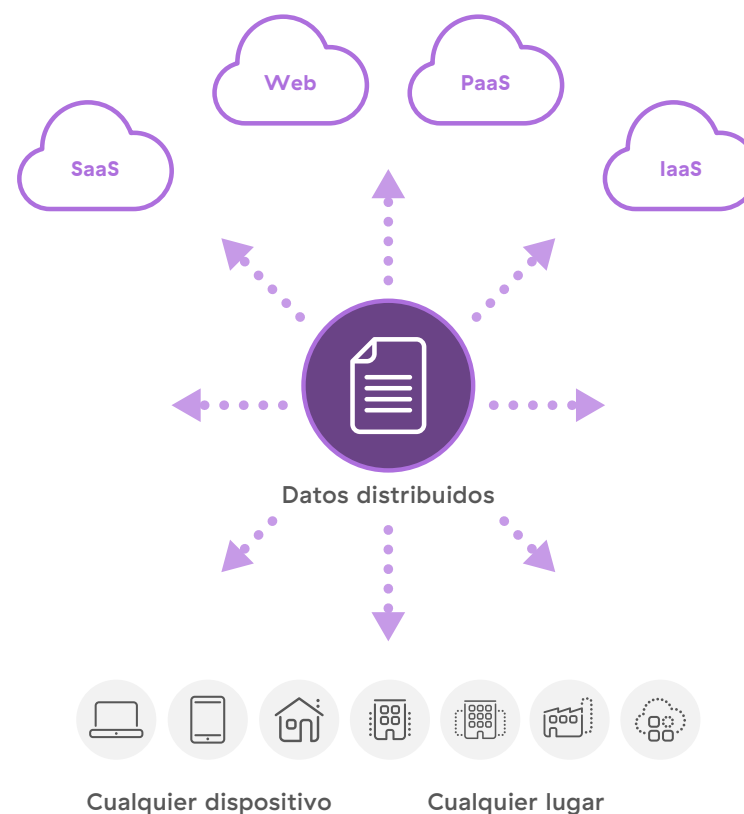 Web
PaaS
SaaS
IaaS
Datos distribuidos
Cualquier dispositivo
Cualquier lugar